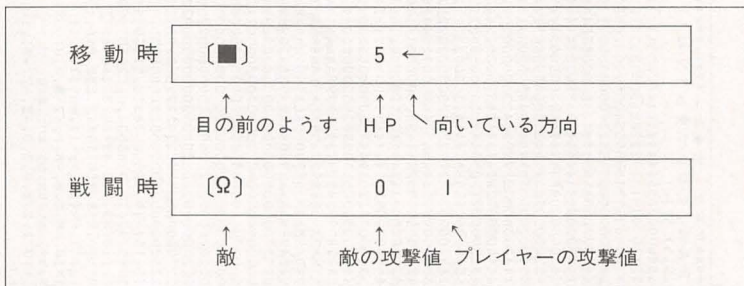 移動時 〔■〕 5 ←
↑ ↑ ↖
目の前のようす HP 向いている方向
戦闘時 〔Ω〕 0 1
↑ ↑ ↖
敵 敵の攻撃値 プレイヤーの攻撃値